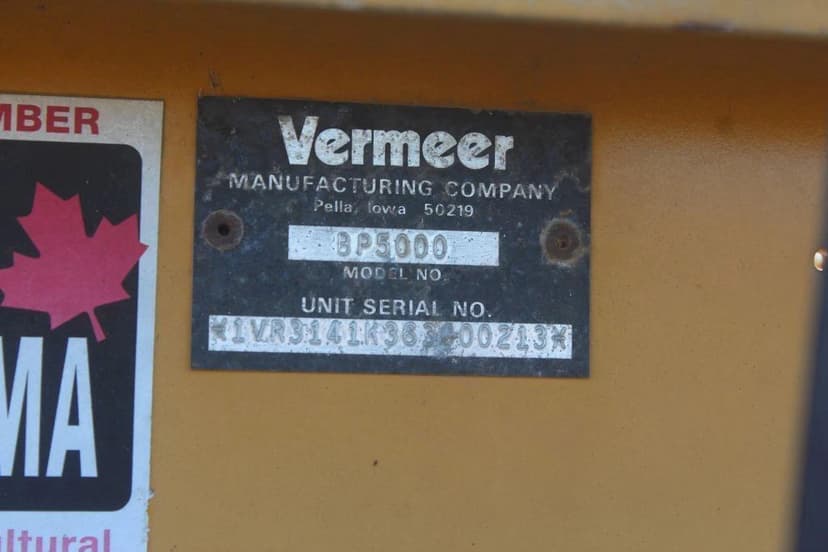 MBER
MA
ultural
Vermeer
MANUFACTURING COMPANY
Pella, Iowa 50219
BP5000
MODEL NO.
UNIT SERIAL NO.